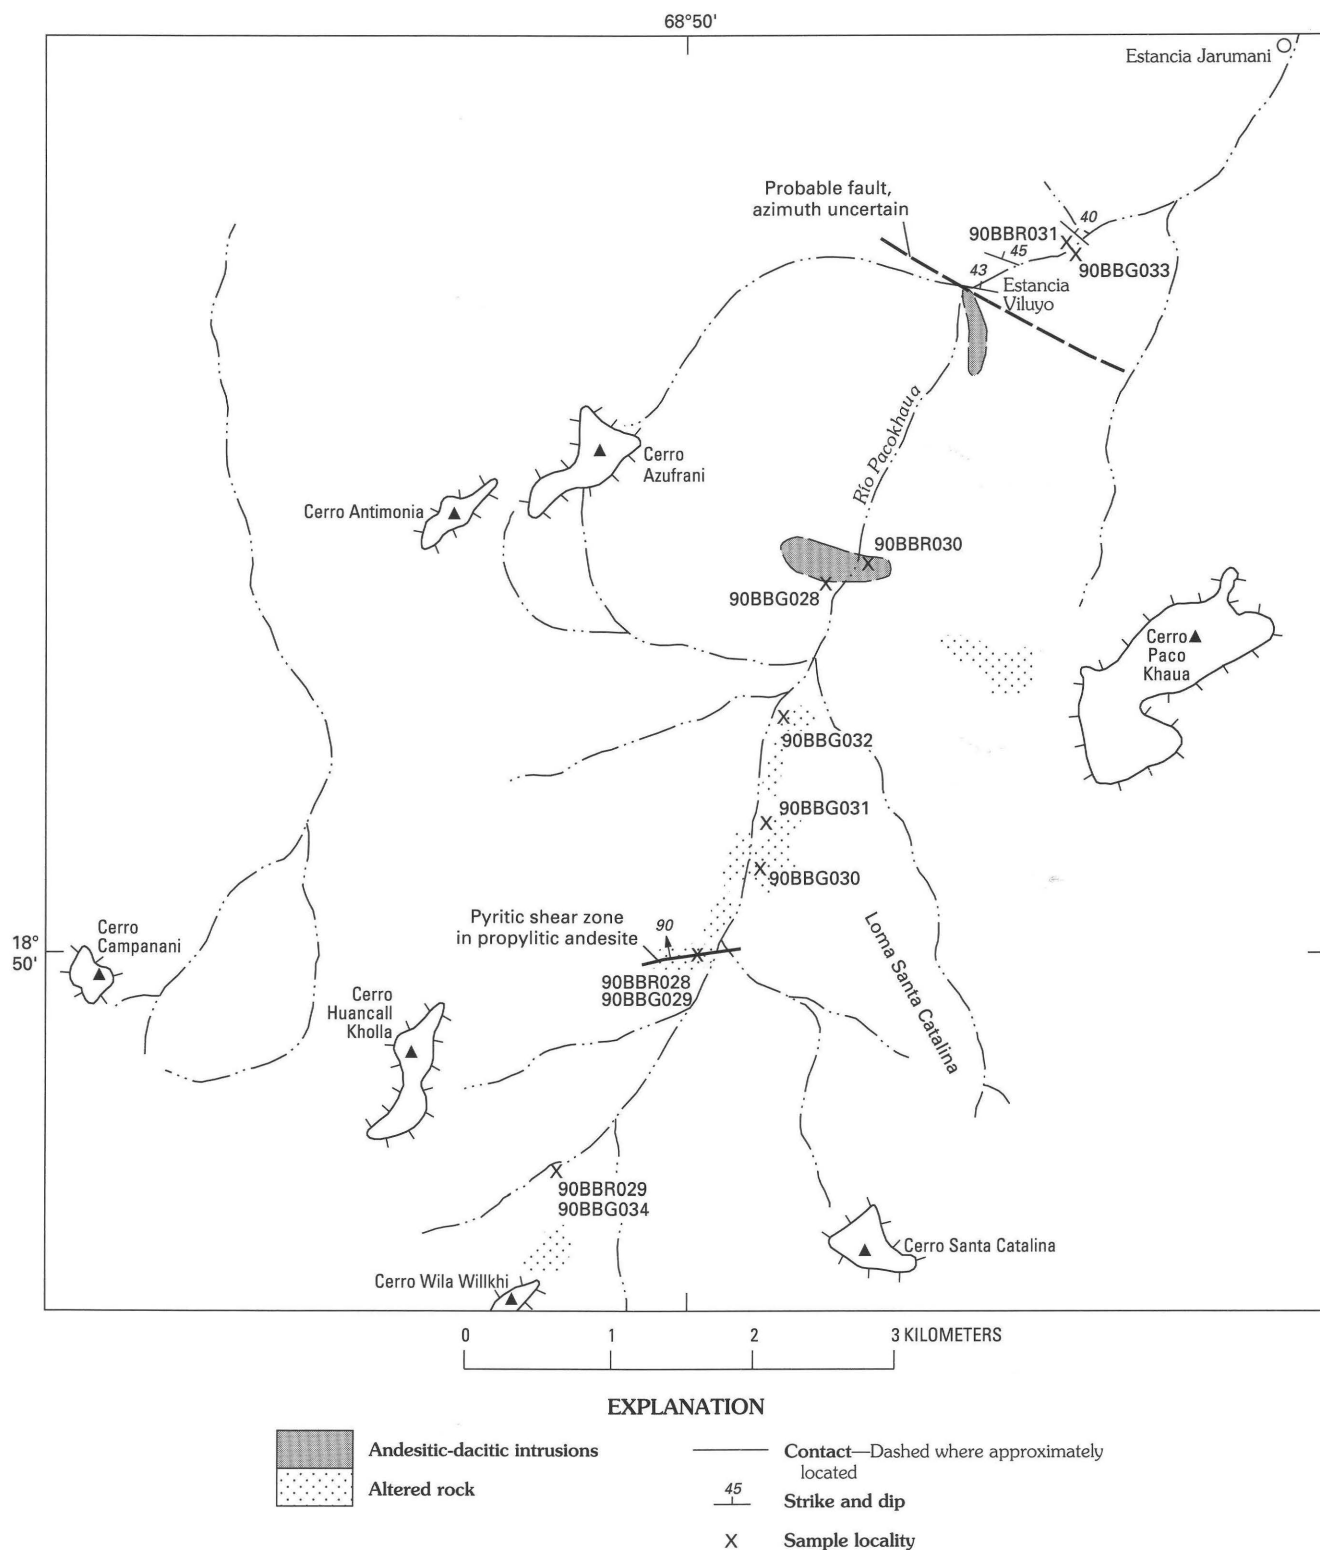 68°50'
Estancia Jarumani
Probable fault,
azimuth uncertain
40
90BBR031
45
90BBG033
43
Estancia
Viluyo
Río Pacokhaua
Cerro
Azufrani
Cerro Antimonia
90BBR030
90BBG028
Cerro
Paco
Khaua
90BBG032
90BBG031
90BBG030
Loma Santa Catalina
Pyritic shear zone
in propylitic andesite
90
18°
50'
Cerro
Campanani
90BBR028
90BBG029
Cerro
Huancall
Kholla
90BBR029
90BBG034
Cerro Santa Catalina
Cerro Wila Willkhi
0 1 2 3 KILOMETERS
EXPLANATION
Andesitic-dacitic intrusions
Altered rock
Contact—Dashed where approximately
located
45
Strike and dip
X Sample locality